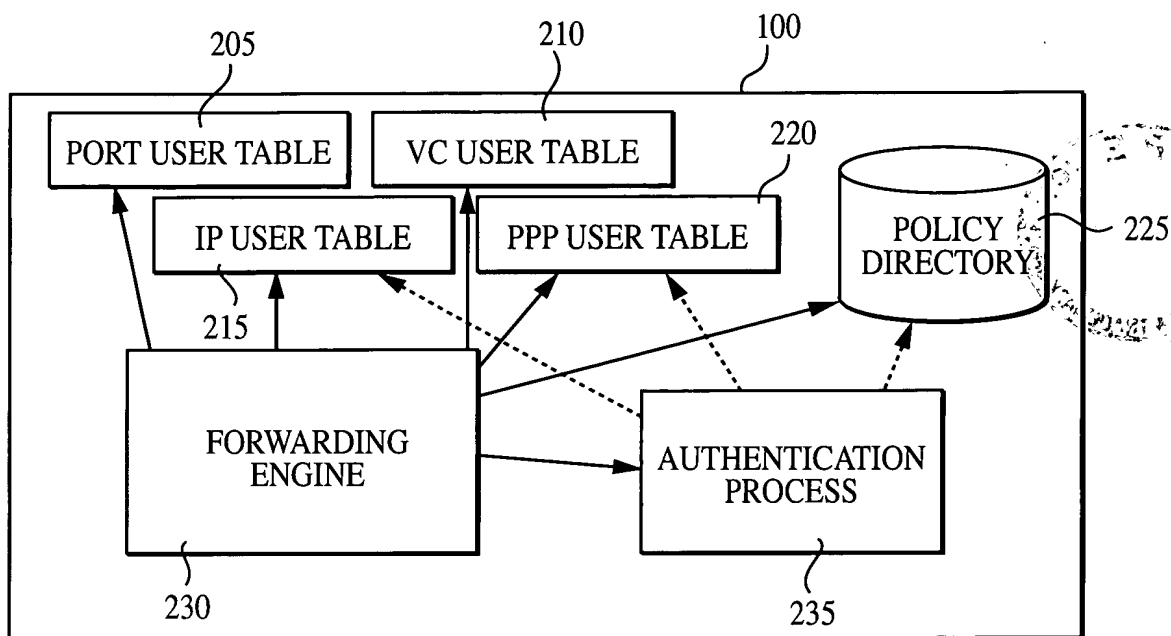 100
205
210
PORT USER TABLE
VC USER TABLE
220
IP USER TABLE
PPP USER TABLE
POLICY
DIRECTORY
225
215
FORWARDING
ENGINE
AUTHENTICATION
PROCESS
230
235